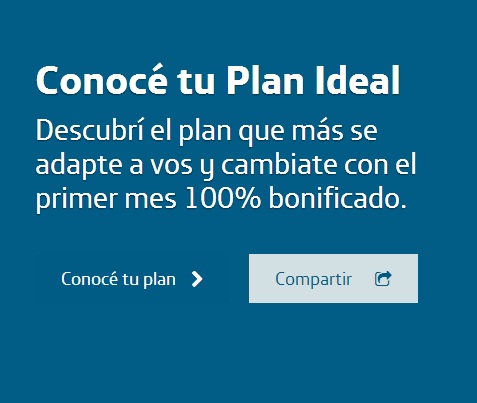 Conocé tu Plan Ideal
Descubrí el plan que más se
adapte a vos y cambiate con el
primer mes 100% bonificado.
Conocé tu plan
Compartir